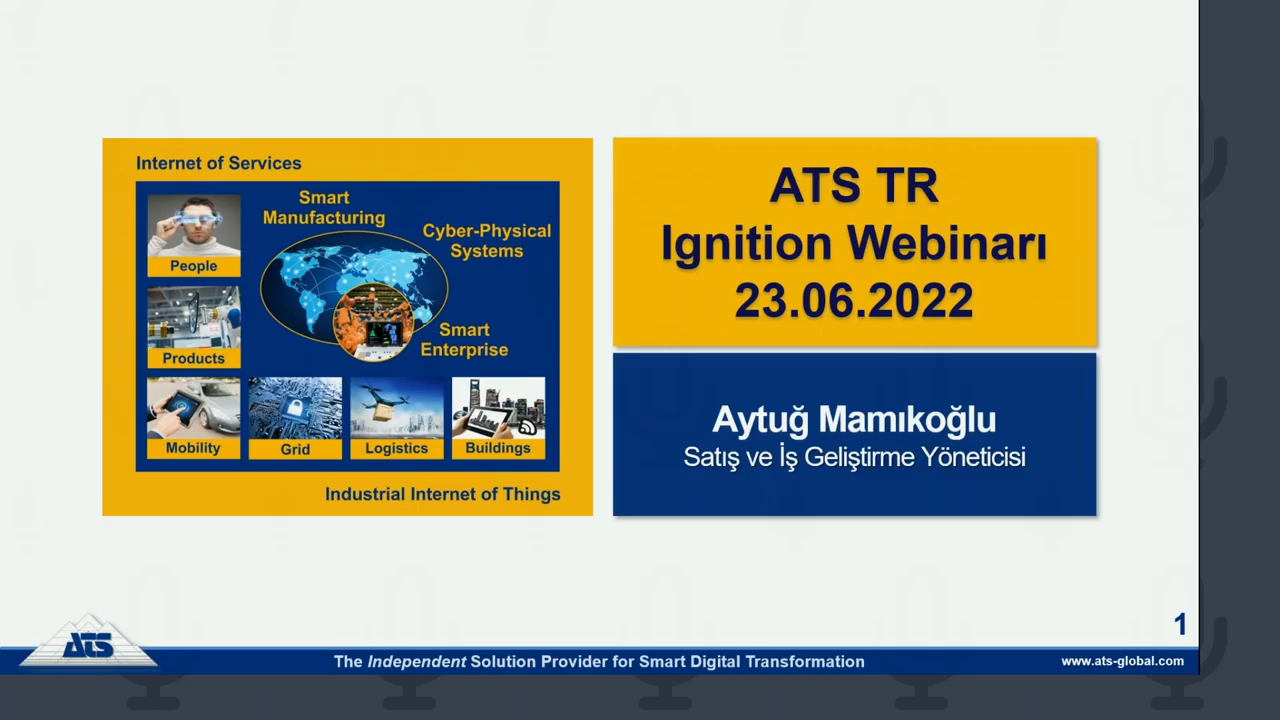 Internet of Services
Smart
Manufacturing
Cyber-Physical
Systems
Smart
Enterprise
People
Products
Mobility
Grid
Logistics
Buildings
Industrial Internet of Things
ATS TR
Ignition Webinarı
23.06.2022
Aytuğ Mamıkoğlu
Satış ve İş Geliştirme Yöneticisi
1
ATS
The Independent Solution Provider for Smart Digital Transformation
www.ats-global.com